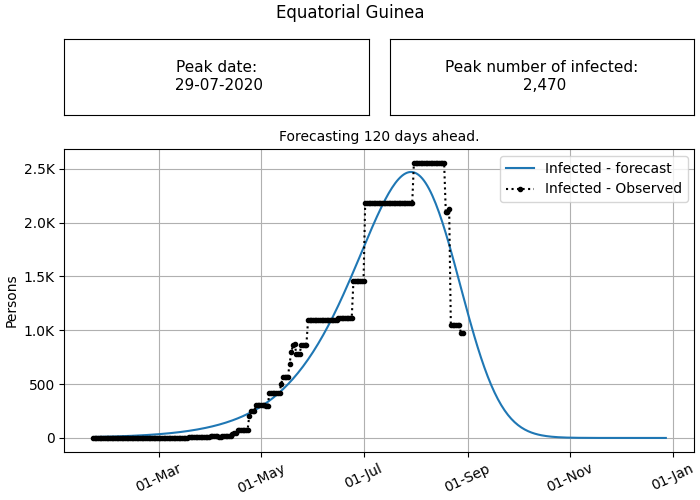 Equatorial Guinea
Peak date:
29-07-2020
Peak number of infected:
2,470
Forecasting 120 days ahead.
Infected - forecast
Infected - Observed
2.5K
2.0K
1.5K
1.0K
500
0
Persons
01-Mar
01-May
01-Jul
01-Sep
01-Nov
01-Jan